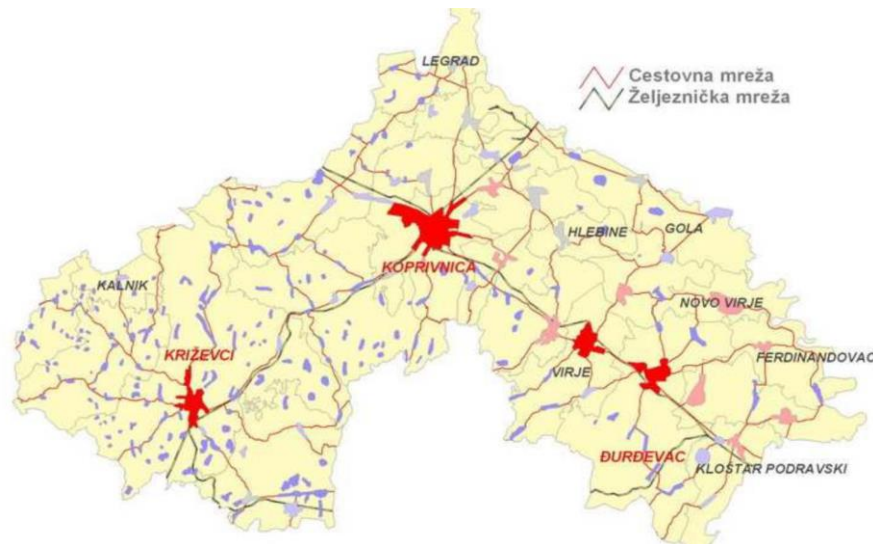 LEGRAD
Cestovna mreža
Željeznička mreža
HLEBINE
GOLA
KOPRIVNICA
KALNIK
NOVO VIRJE
KRIŽEVCI
FERDINANDOVAC
VIRJE
ĐURĐEVAC
KLOŠTAR PODRAVSKI